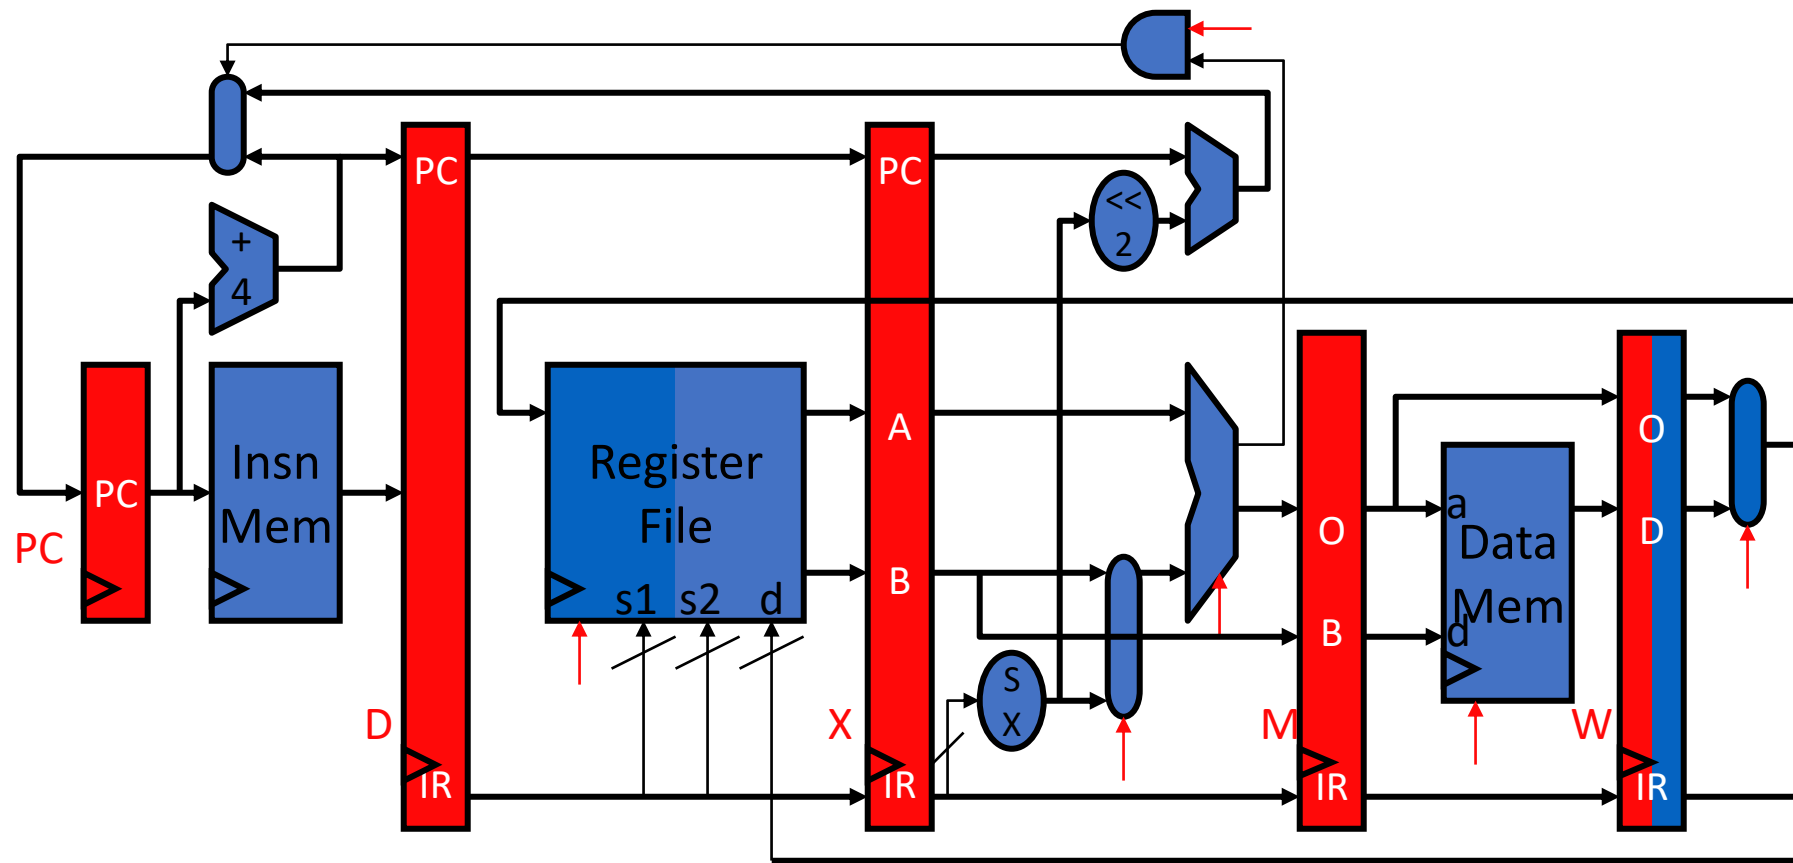 PC
PC
<<
2
+
4
PC
Insn
Mem
PC
Register
File
s1 s2 d
A
B
O
B
a
Data
Mem
d
O
D
S
X
D
X
M
W
IR
IR
IR
IR